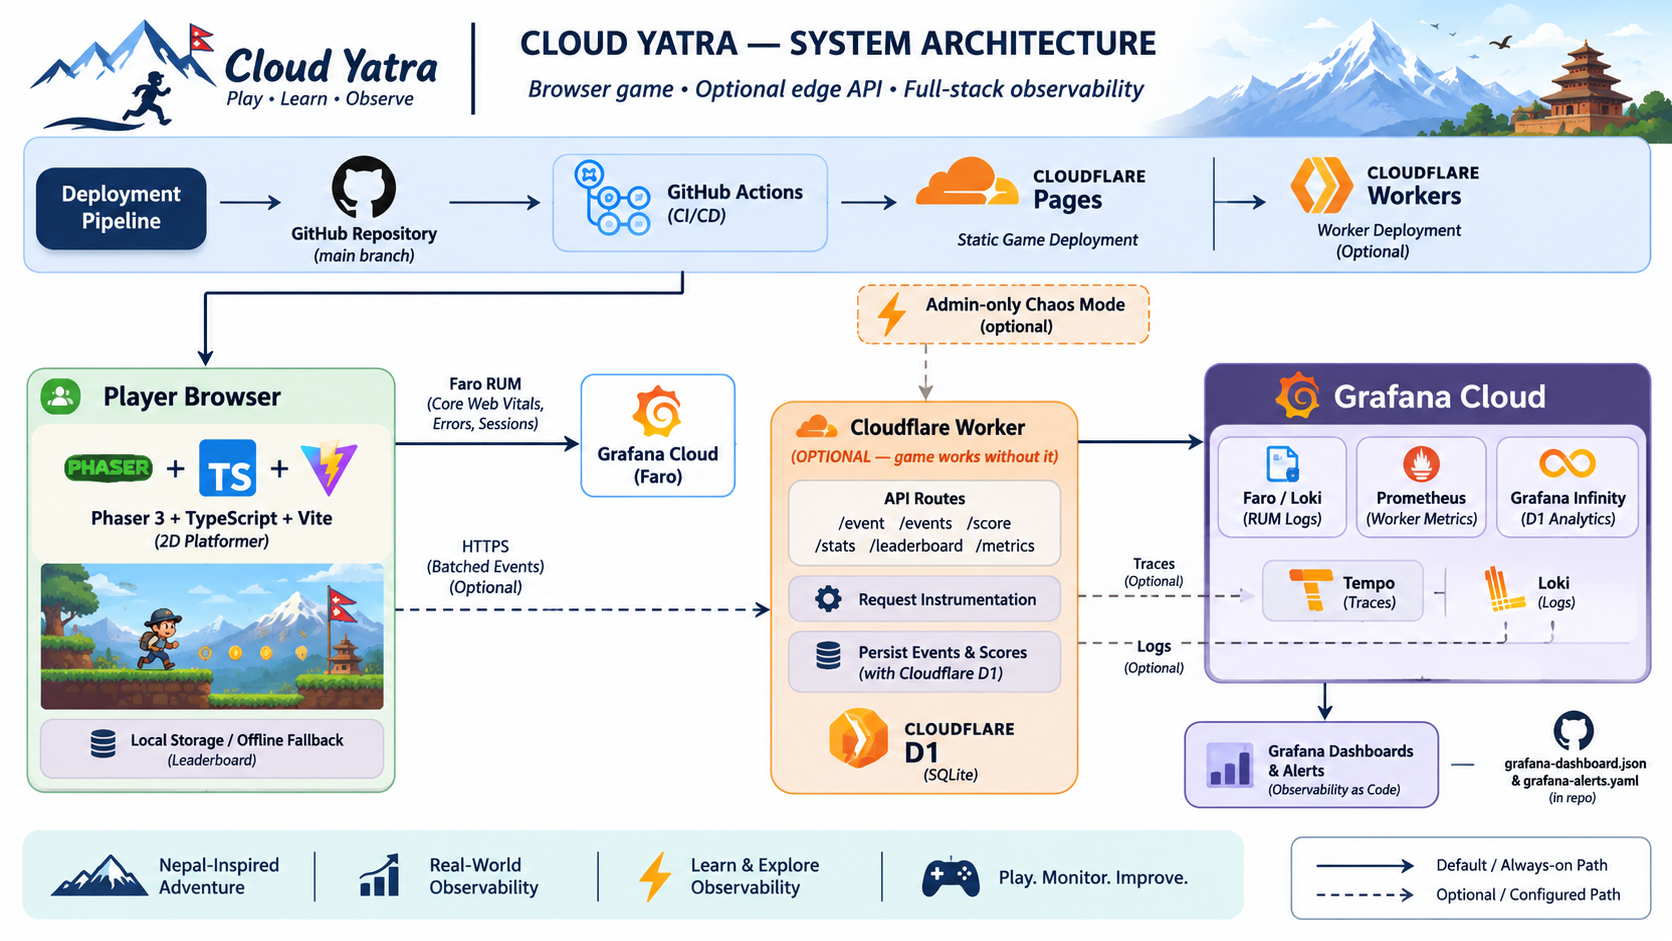 Cloud Yatra
Play • Learn • Observe
CLOUD YATRA — SYSTEM ARCHITECTURE
Browser game • Optional edge API • Full-stack observability
Deployment
Pipeline
GitHub Repository
(main branch)
GitHub Actions
(CI/CD)
CLOUDFLARE
Pages
Static Game Deployment
CLOUDFLARE
Workers
Worker Deployment
(Optional)
Admin-only Chaos Mode
(optional)
Player Browser
PHASER
+
TS
+
Phaser 3 + TypeScript + Vite
(2D Platformer)
Local Storage / Offline Fallback
(Leaderboard)
Faro RUM
(Core Web Vitals,
Errors, Sessions)
HTTPS
(Batched Events)
(Optional)
Grafana Cloud
(Faro)
Cloudflare Worker
(OPTIONAL — game works without it)
API Routes
/event /events /score
/stats /leaderboard /metrics
Request Instrumentation
Persist Events & Scores
(with Cloudflare D1)
CLOUDFLARE
D1
(SQLite)
Traces
(Optional)
Logs
(Optional)
Grafana Cloud
Faro / Loki
(RUM Logs)
Prometheus
(Worker Metrics)
Grafana Infinity
(D1 Analytics)
Tempo
(Traces)
Loki
(Logs)
Grafana Dashboards
& Alerts
(Observability as Code)
grafana-dashboard.json
& grafana-alerts.yaml
(in repo)
Nepal-Inspired
Adventure
Real-World
Observability
Learn & Explore
Observability
Play. Monitor. Improve.
Default / Always-on Path
Optional / Configured Path